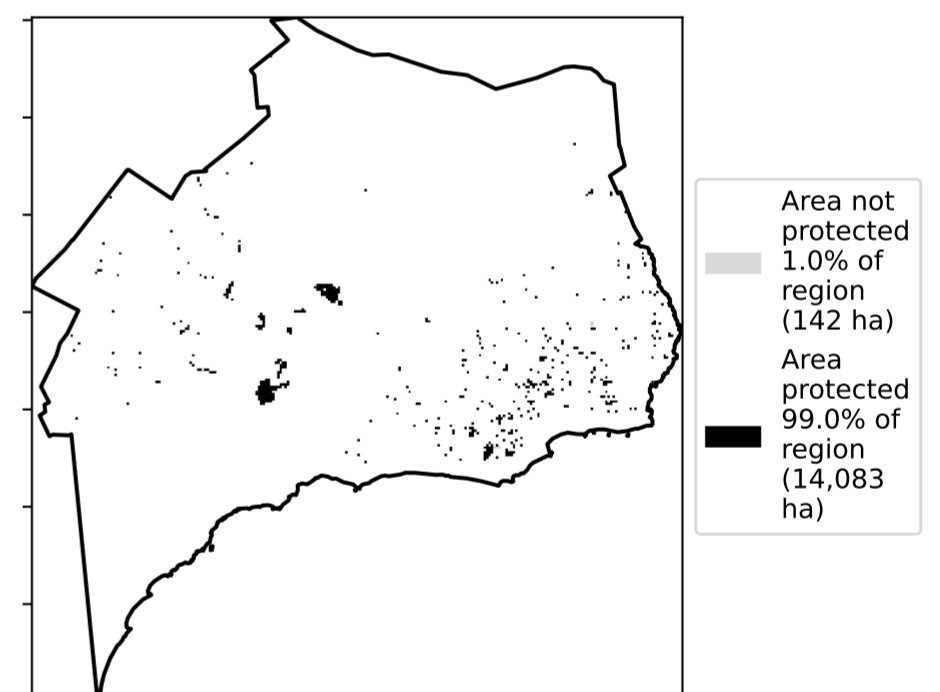 Area not
protected
1.0% of
region
(142 ha)
Area
protected
99.0% of
region
(14,083
ha)